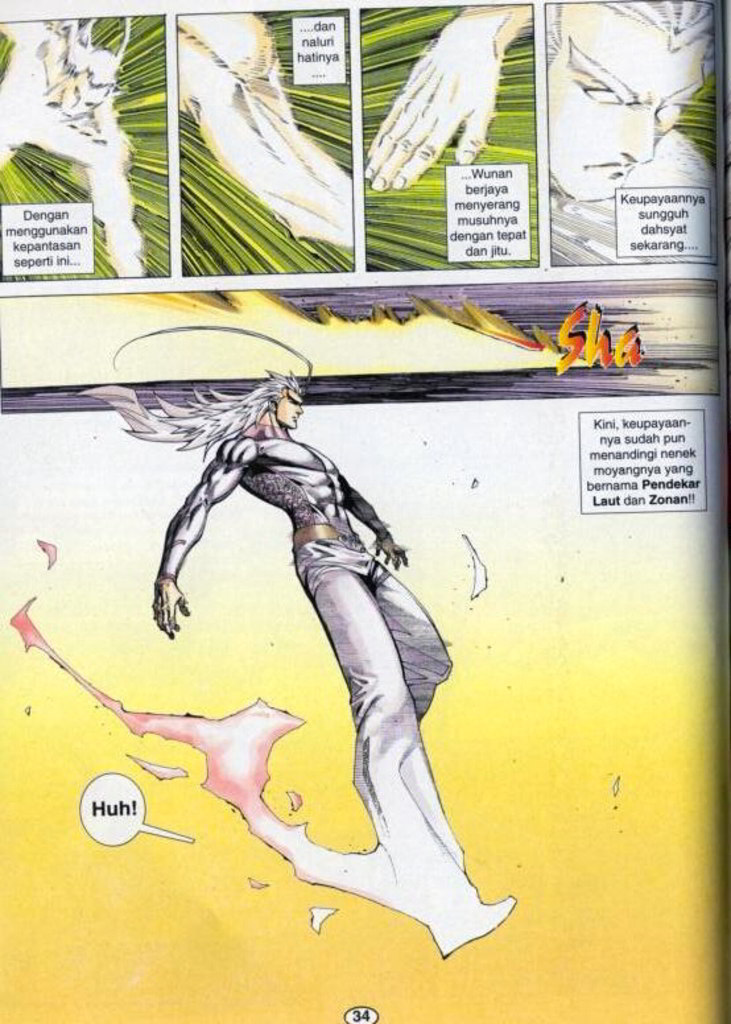 Dengan
menggunakan
kepantasan
seperti ini...
....dan
naluri
hatinya
....
...Wunan
berjaya
menyerang
musuhnya
dengan tepat
dan jitu.
Keupayaannya
sungguh
dahsyat
sekarang....
Sha
Kini, keupayaan-
nya sudah pun
menandingi nenek
moyangnya yang
bernama Pendekar
Laut dan Zonan!!
Huh!
34